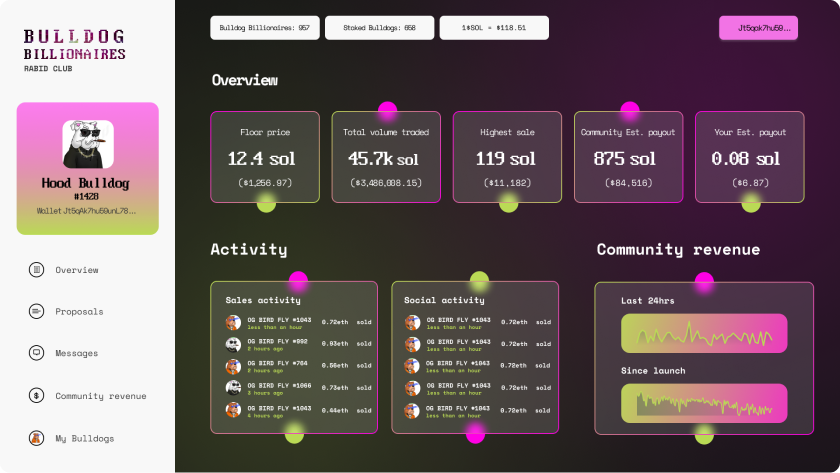 BULLDOG
BILLIONAIRES
RABID CLUB
Hood Bulldog
#1428
Wallet Jt5qAk7hu59unL78...
Overview
Proposals
Messages
Community revenue
My Bulldogs
Bulldog Billionaires: 957
Staked Bulldogs: 658
1$SOL = $118.51
Jt5qak7hu59...
Overview
Floor price
12.4 sol
($1,256.97)
Total volume traded
45.7k sol
($3,486,008.15)
Highest sale
119 sol
($11,182)
Community Est. payout
875 sol
($84,516)
Your Est. payout
0.08 sol
($6.87)
Activity
Sales activity
OG BIRD FLY #1043 0.72eth sold
less than an hour
OG BIRD FLY #992 0.93eth sold
2 hours ago
OG BIRD FLY #764 0.56eth sold
2 hours ago
OG BIRD FLY #1066 0.73eth sold
3 hours ago
OG BIRD FLY #1043 0.44eth sold
4 hours ago
Social activity
OG BIRD FLY #1043 0.72eth sold
less than an hour
OG BIRD FLY #1043 0.72eth sold
less than an hour
OG BIRD FLY #1043 0.72eth sold
less than an hour
OG BIRD FLY #1043 0.72eth sold
less than an hour
OG BIRD FLY #1043 0.72eth sold
less than an hour
Community revenue
Last 24hrs
Since launch